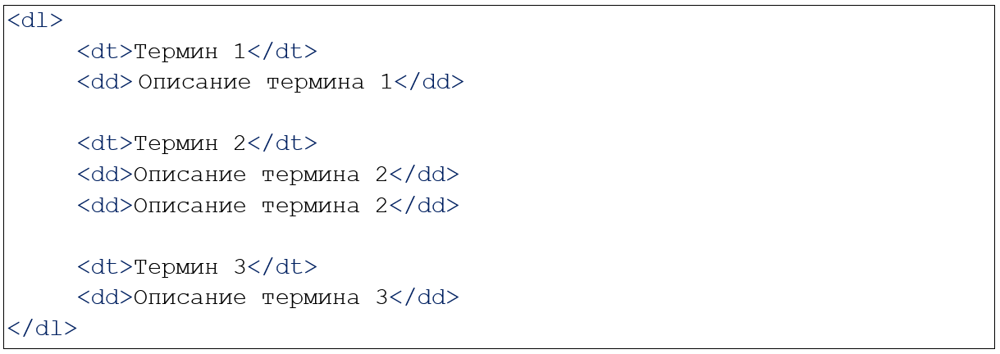 <dl>
<dt>Термин 1</dt>
<dd>Описание термина 1</dd>
<dt>Термин 2</dt>
<dd>Описание термина 2</dd>
<dd>Описание термина 2</dd>
<dt>Термин 3</dt>
<dd>Описание термина 3</dd>
</dl>